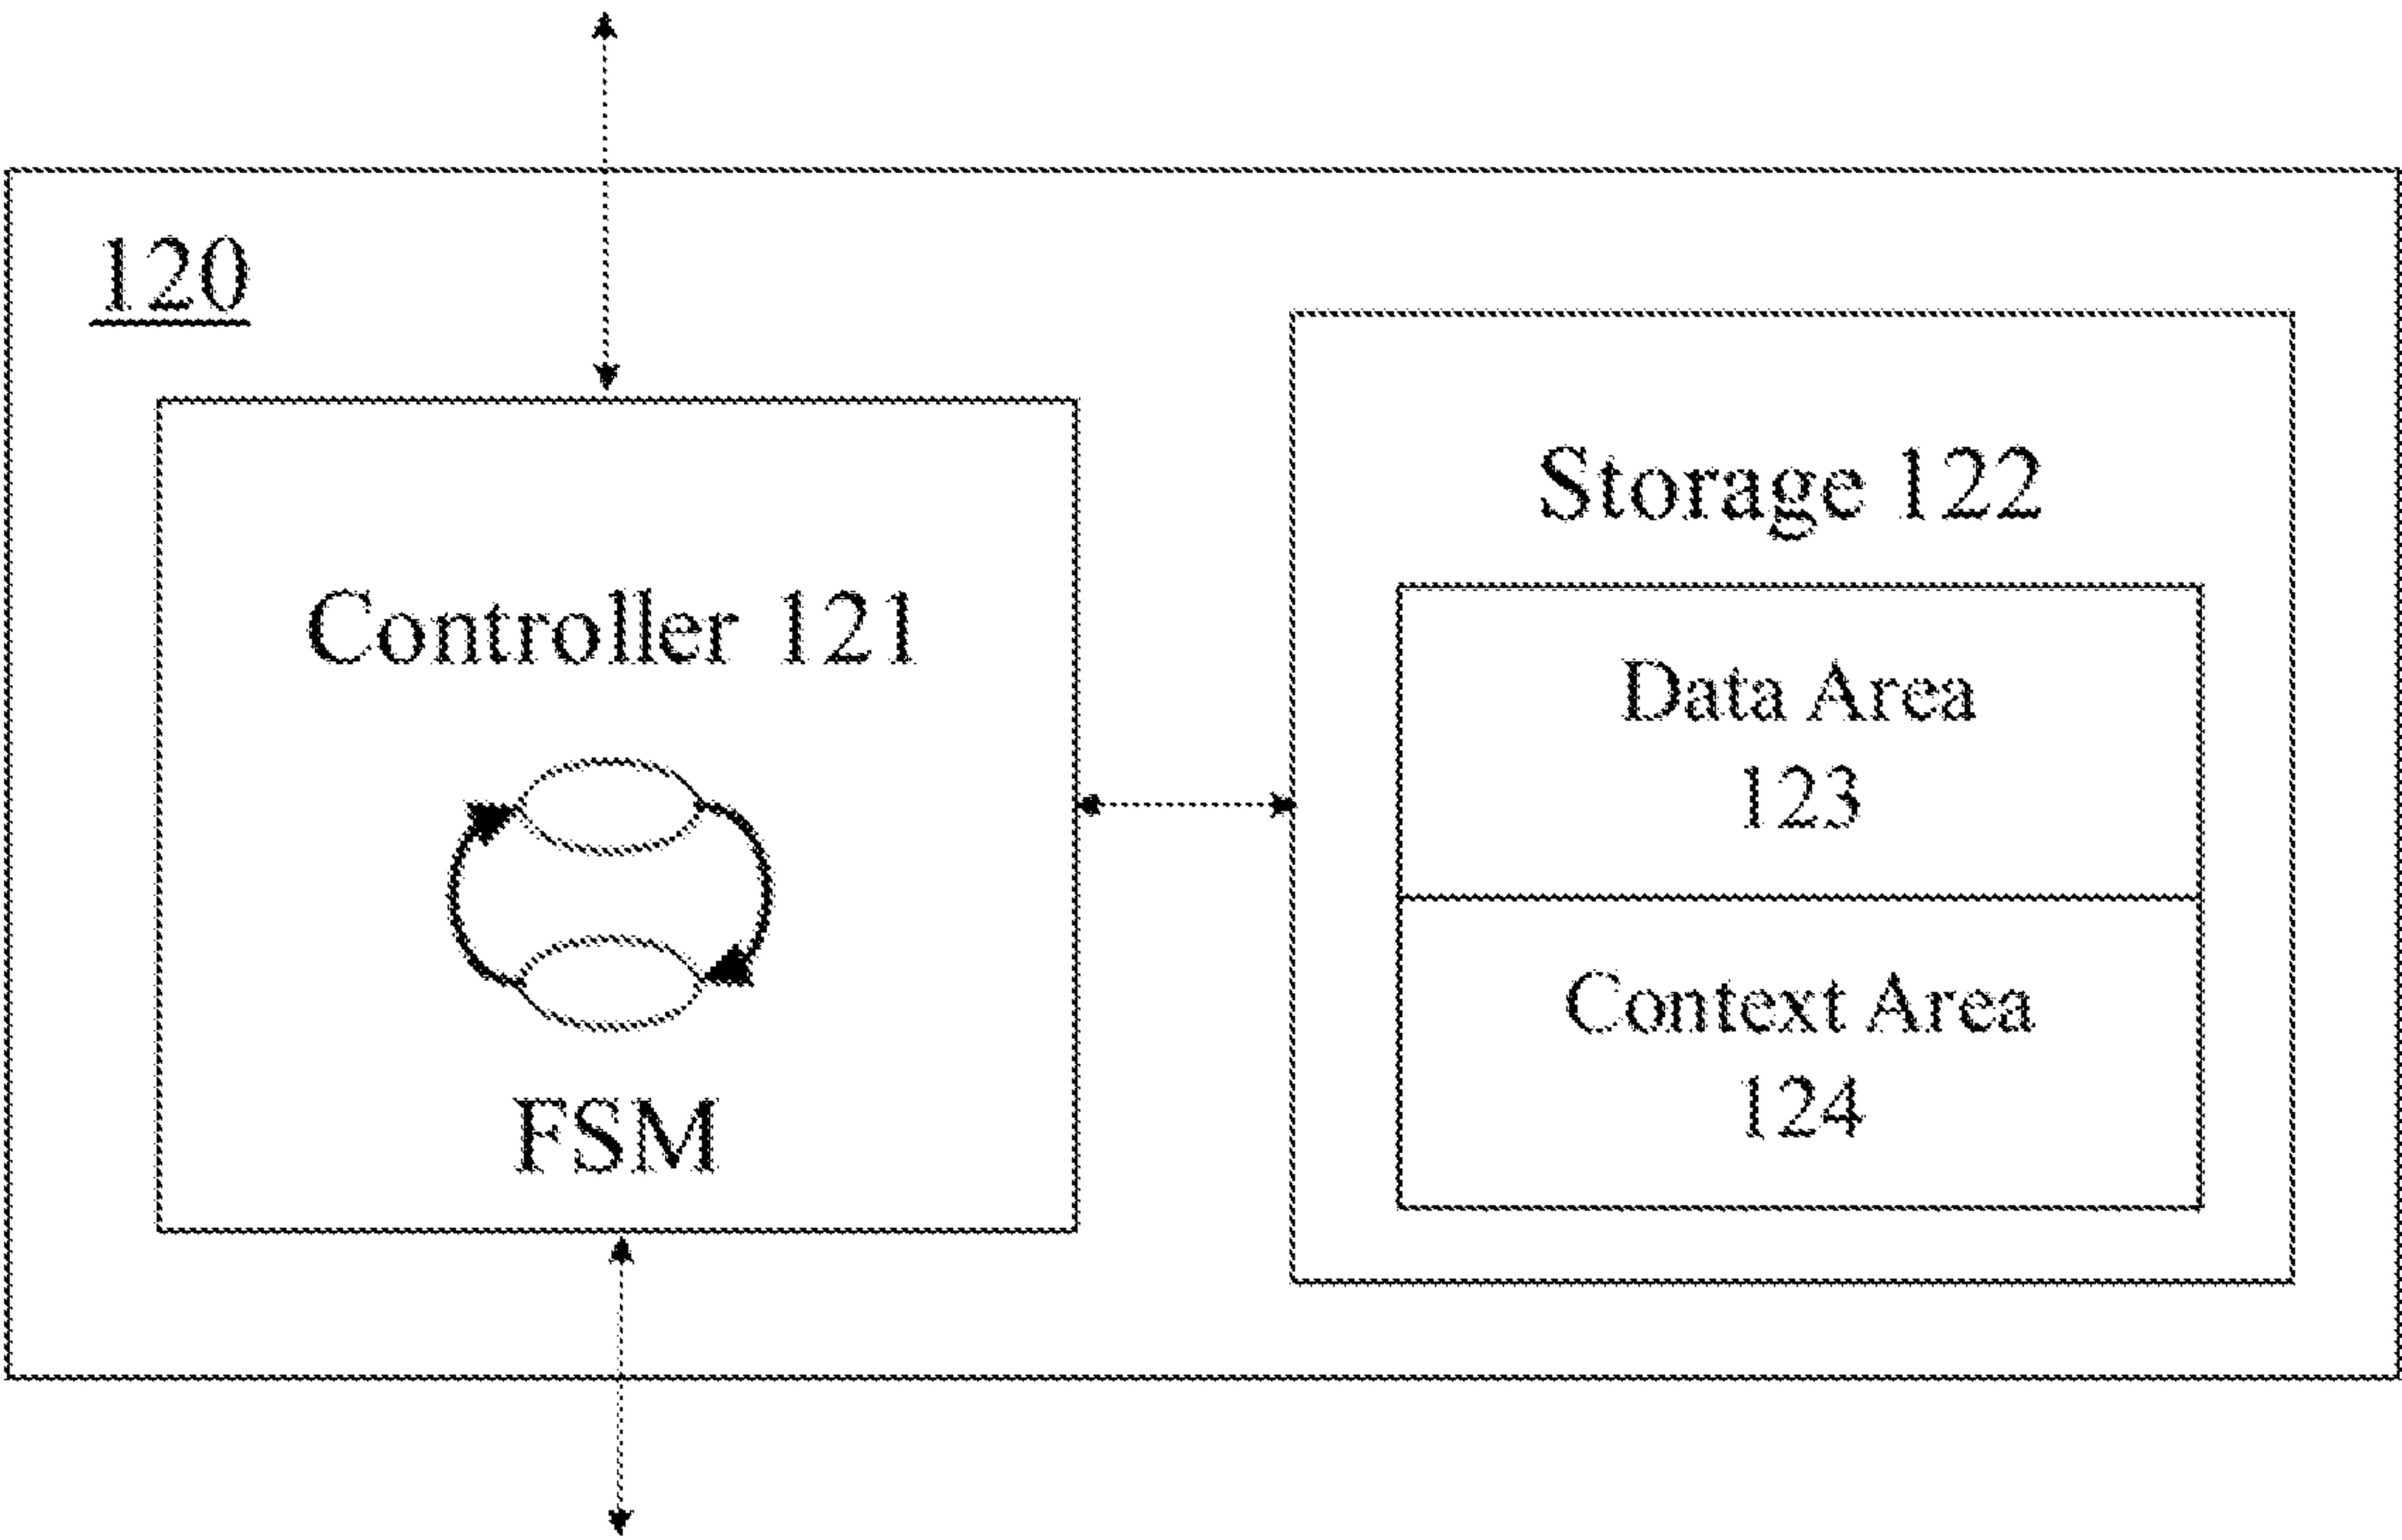 120
Controller 121
FSM
Storage 122
Data Area
123
Context Area
124